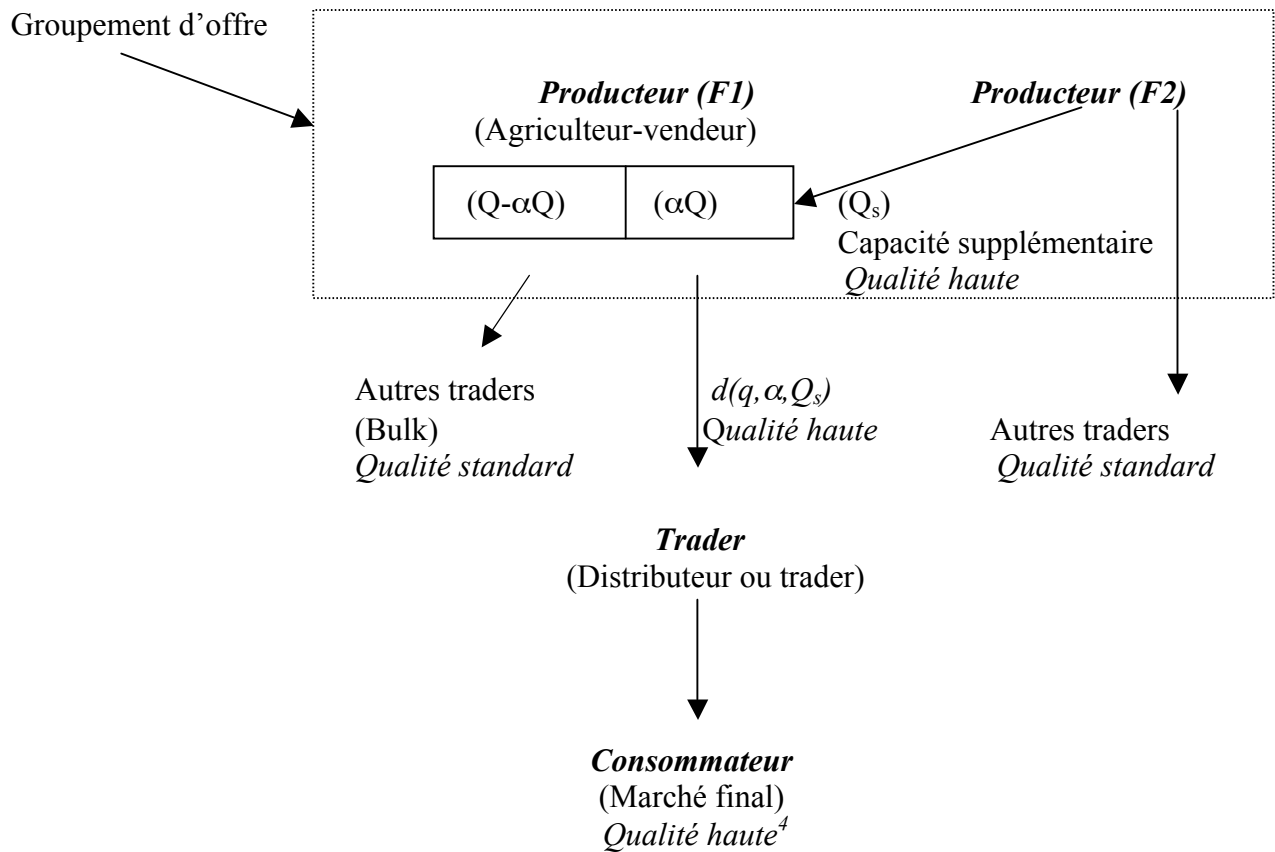 Groupement d’offre
Producteur (F1)
(Agriculteur-vendeur)
Producteur (F2)
(Q-αQ)
(αQ)
(Qs)
Capacité supplémentaire
Qualité haute
Autres traders
(Bulk)
Qualité standard
d(q,α,Qs)
Qualité haute
Autres traders
Qualité standard
Trader
(Distributeur ou trader)
Consommateur
(Marché final)
Qualité haute4